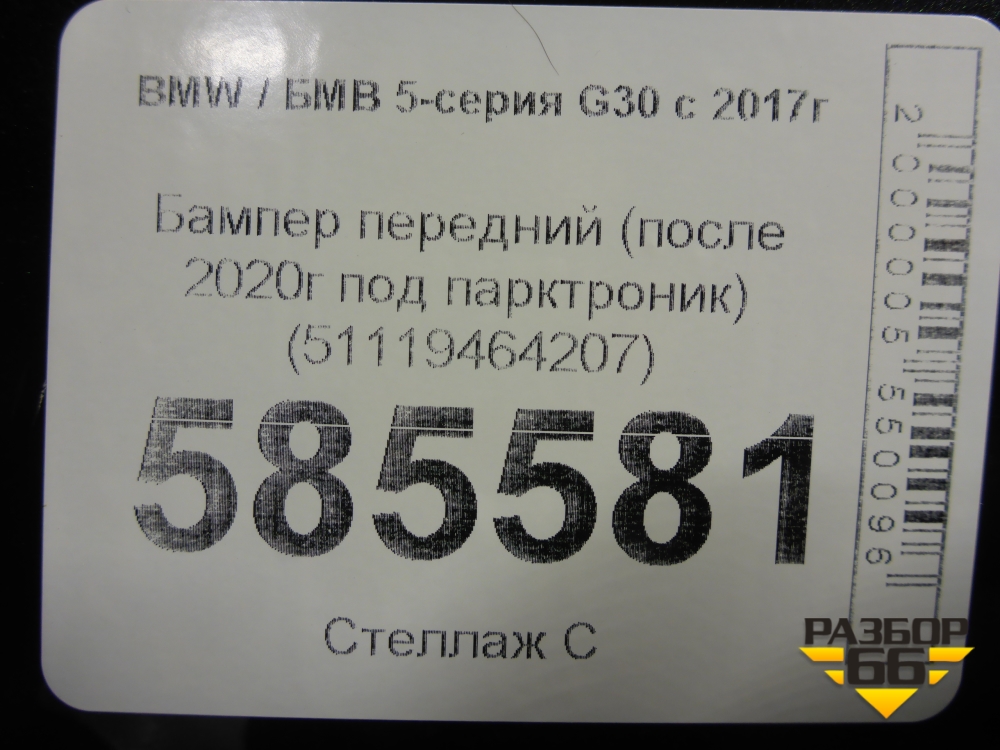 BMW / БМВ 5-серия G30 с 2017г
Бампер передний (после
2020г под парктроник)
(51119464207)
585581
Стеллаж С
2000005550096
РАЗБОР
66